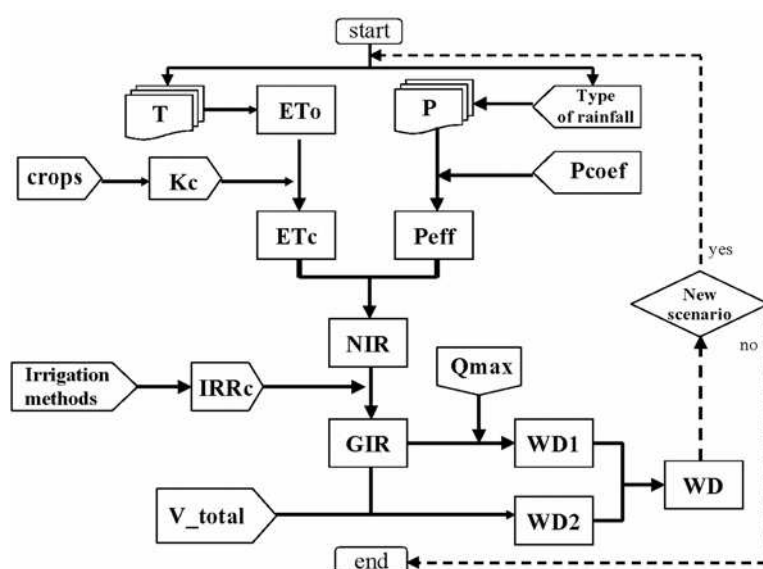 start
T
ETo
P
Type
of rainfall
crops
Kc
Pcoef
ETc
Peff
yes
New
scenario
no
NIR
Irrigation
methods
IRRc
Qmax
GIR
WD1
WD
V_total
WD2
end